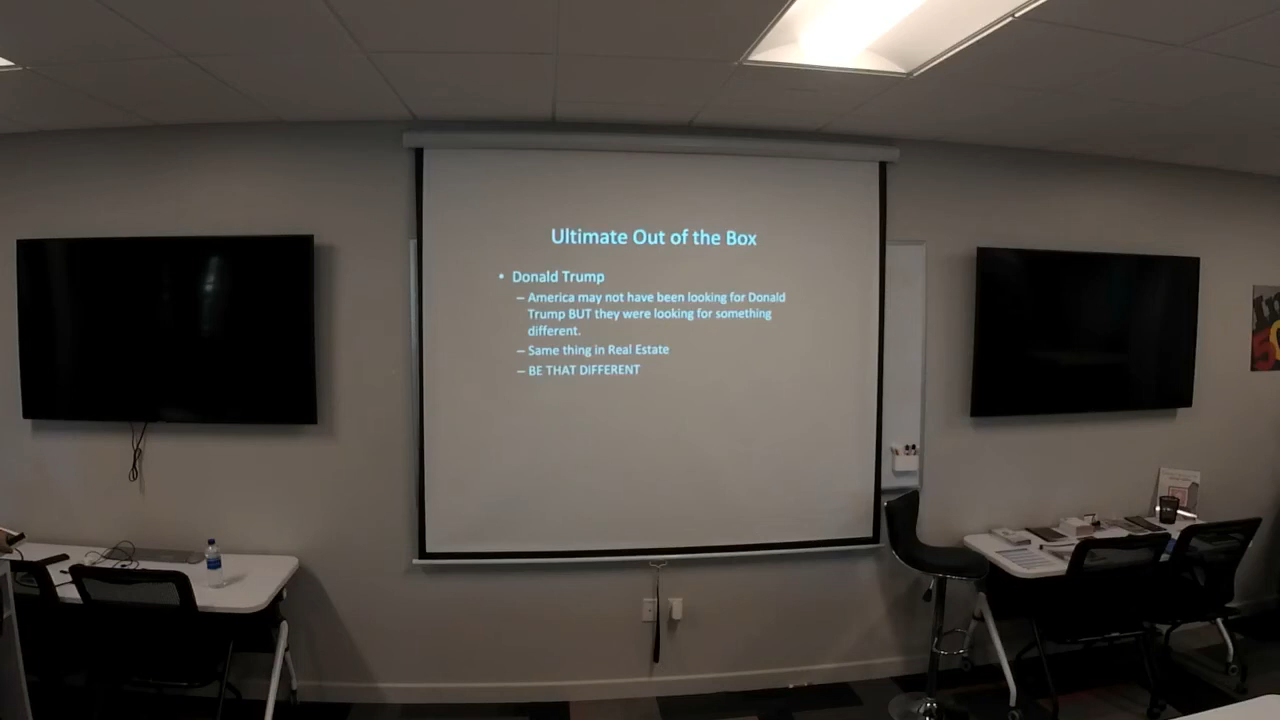 Ultimate Out of the Box
• Donald Trump
– America may not have been looking for Donald
Trump BUT they were looking for something
different.
– Same thing in Real Estate
– BE THAT DIFFERENT